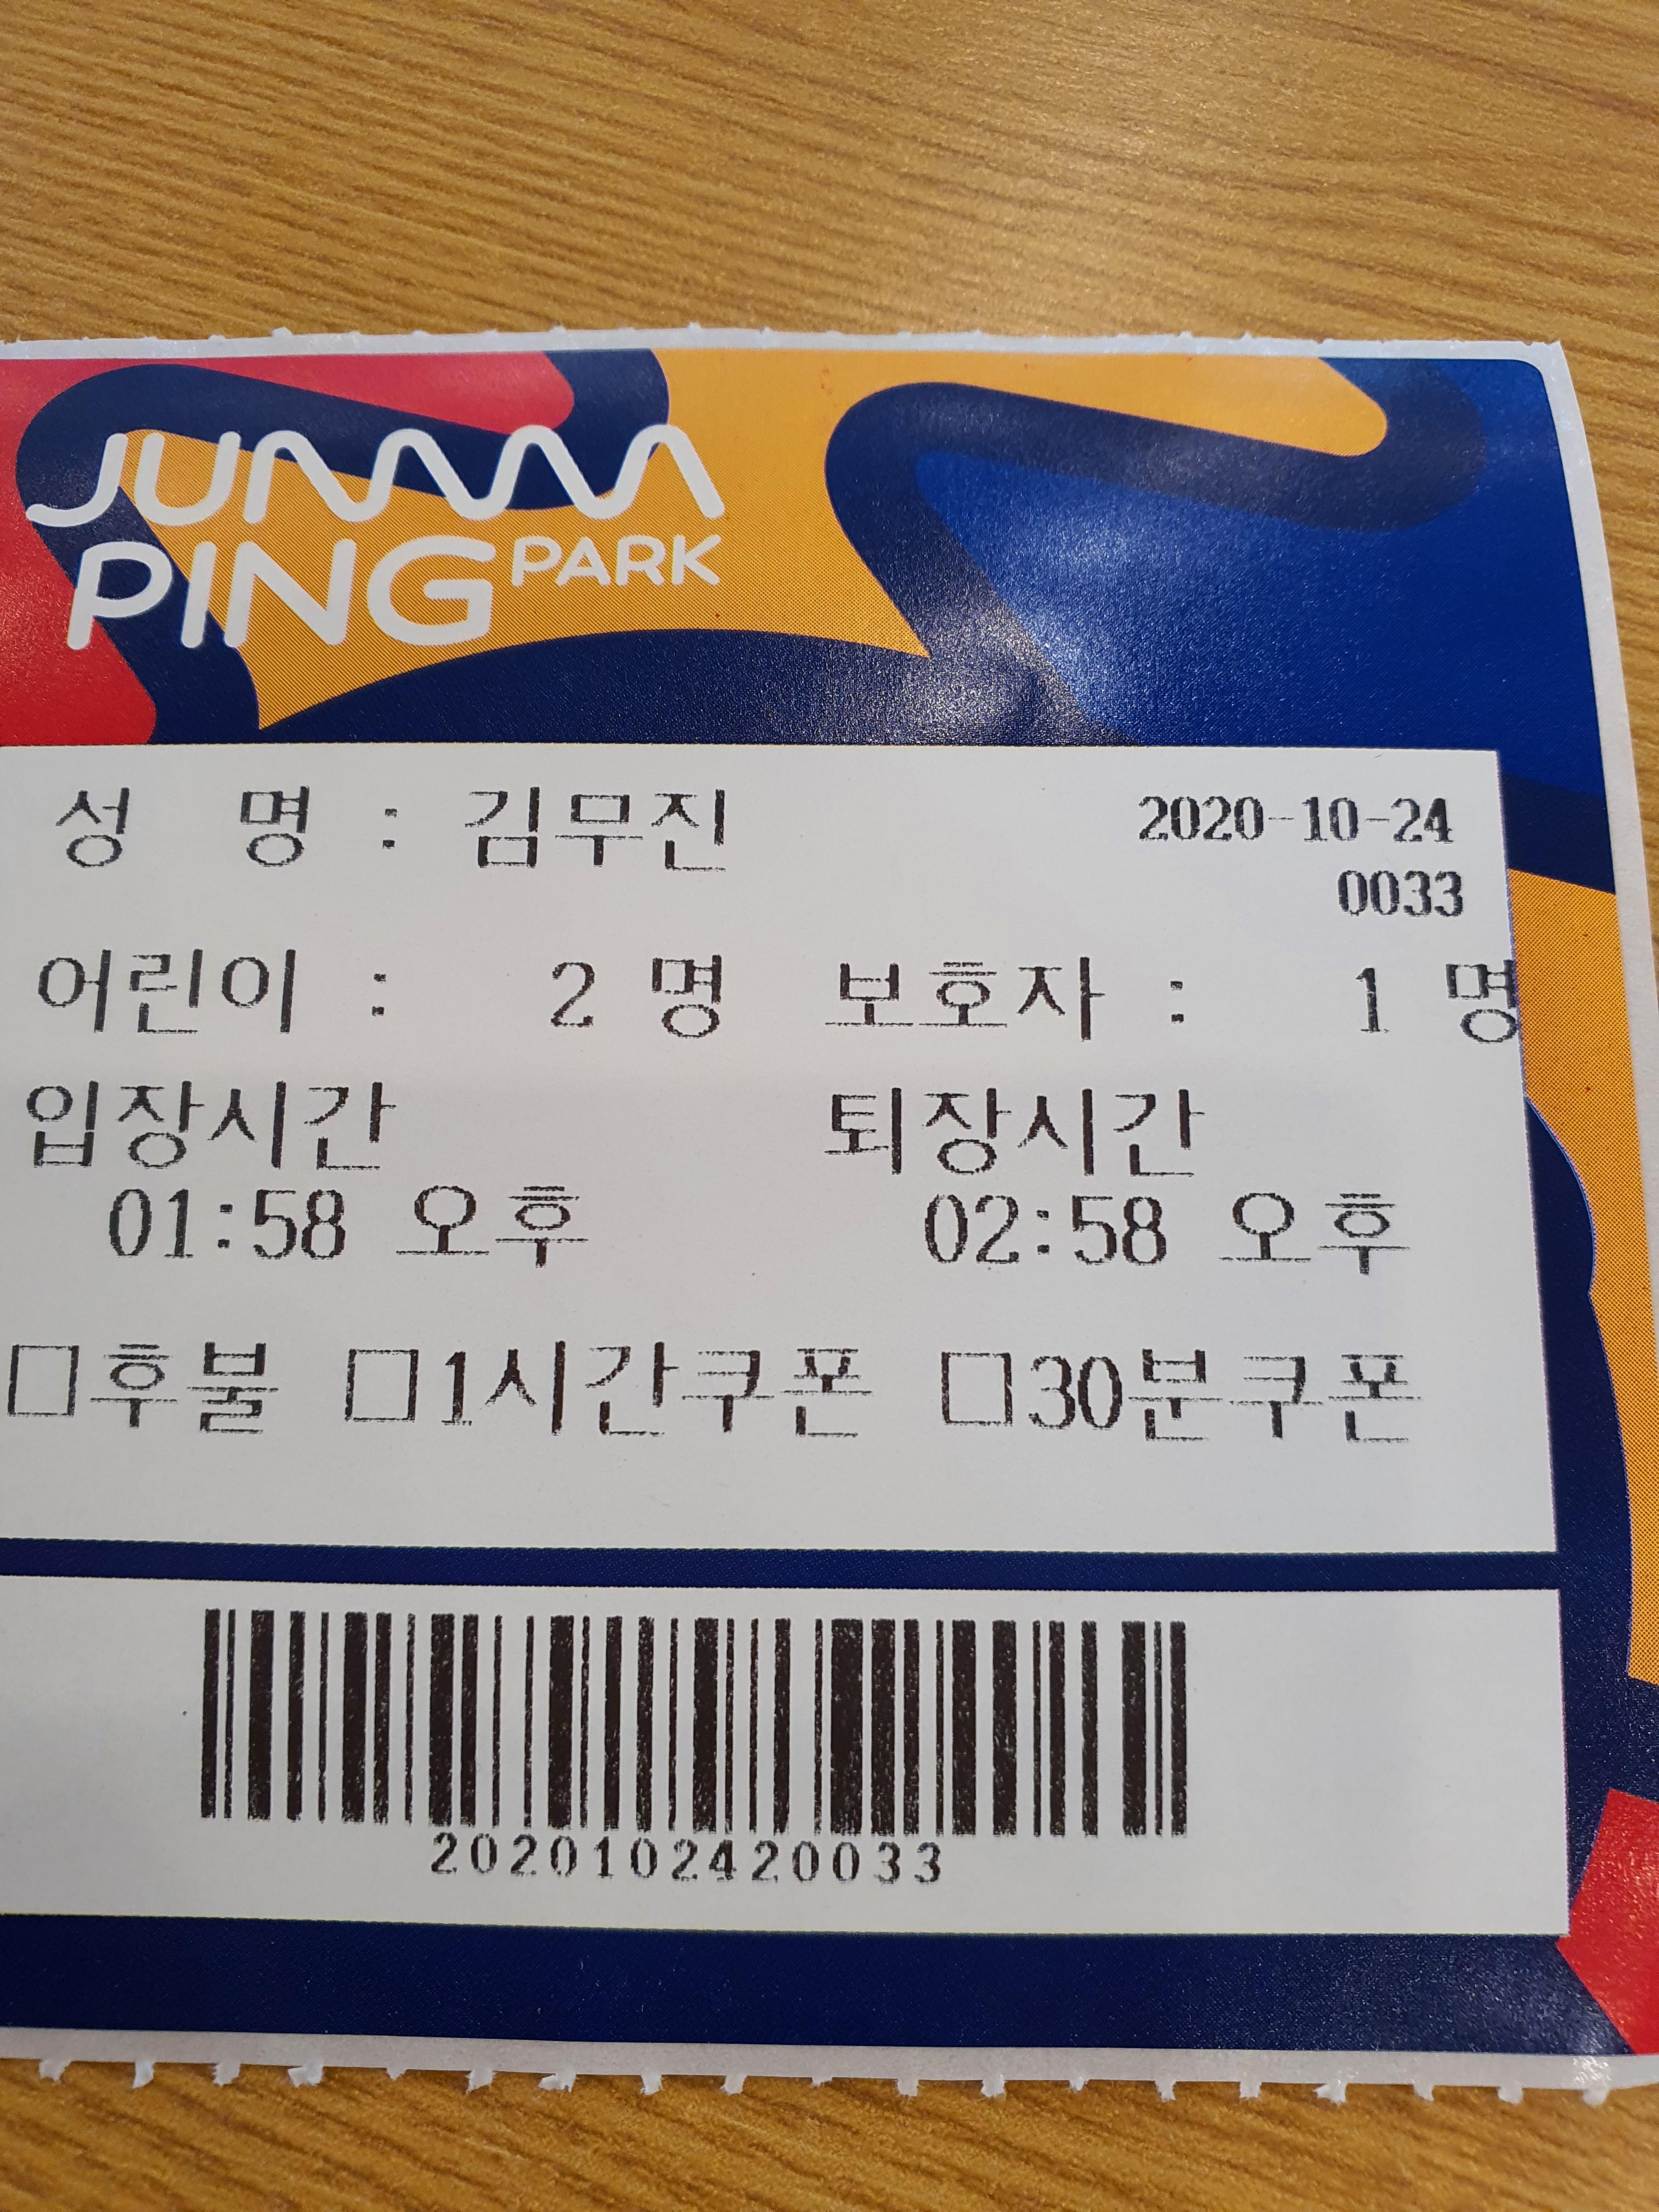 JUMP
PING PARK
성 명 : 김무진 2020-10-24
0033
어린이 : 2 명 보호자 : 1 명
입장시간 퇴장시간
01:58 오후 02:58 오후
□후불 □1시간쿠폰 □30분쿠폰
2020102420033